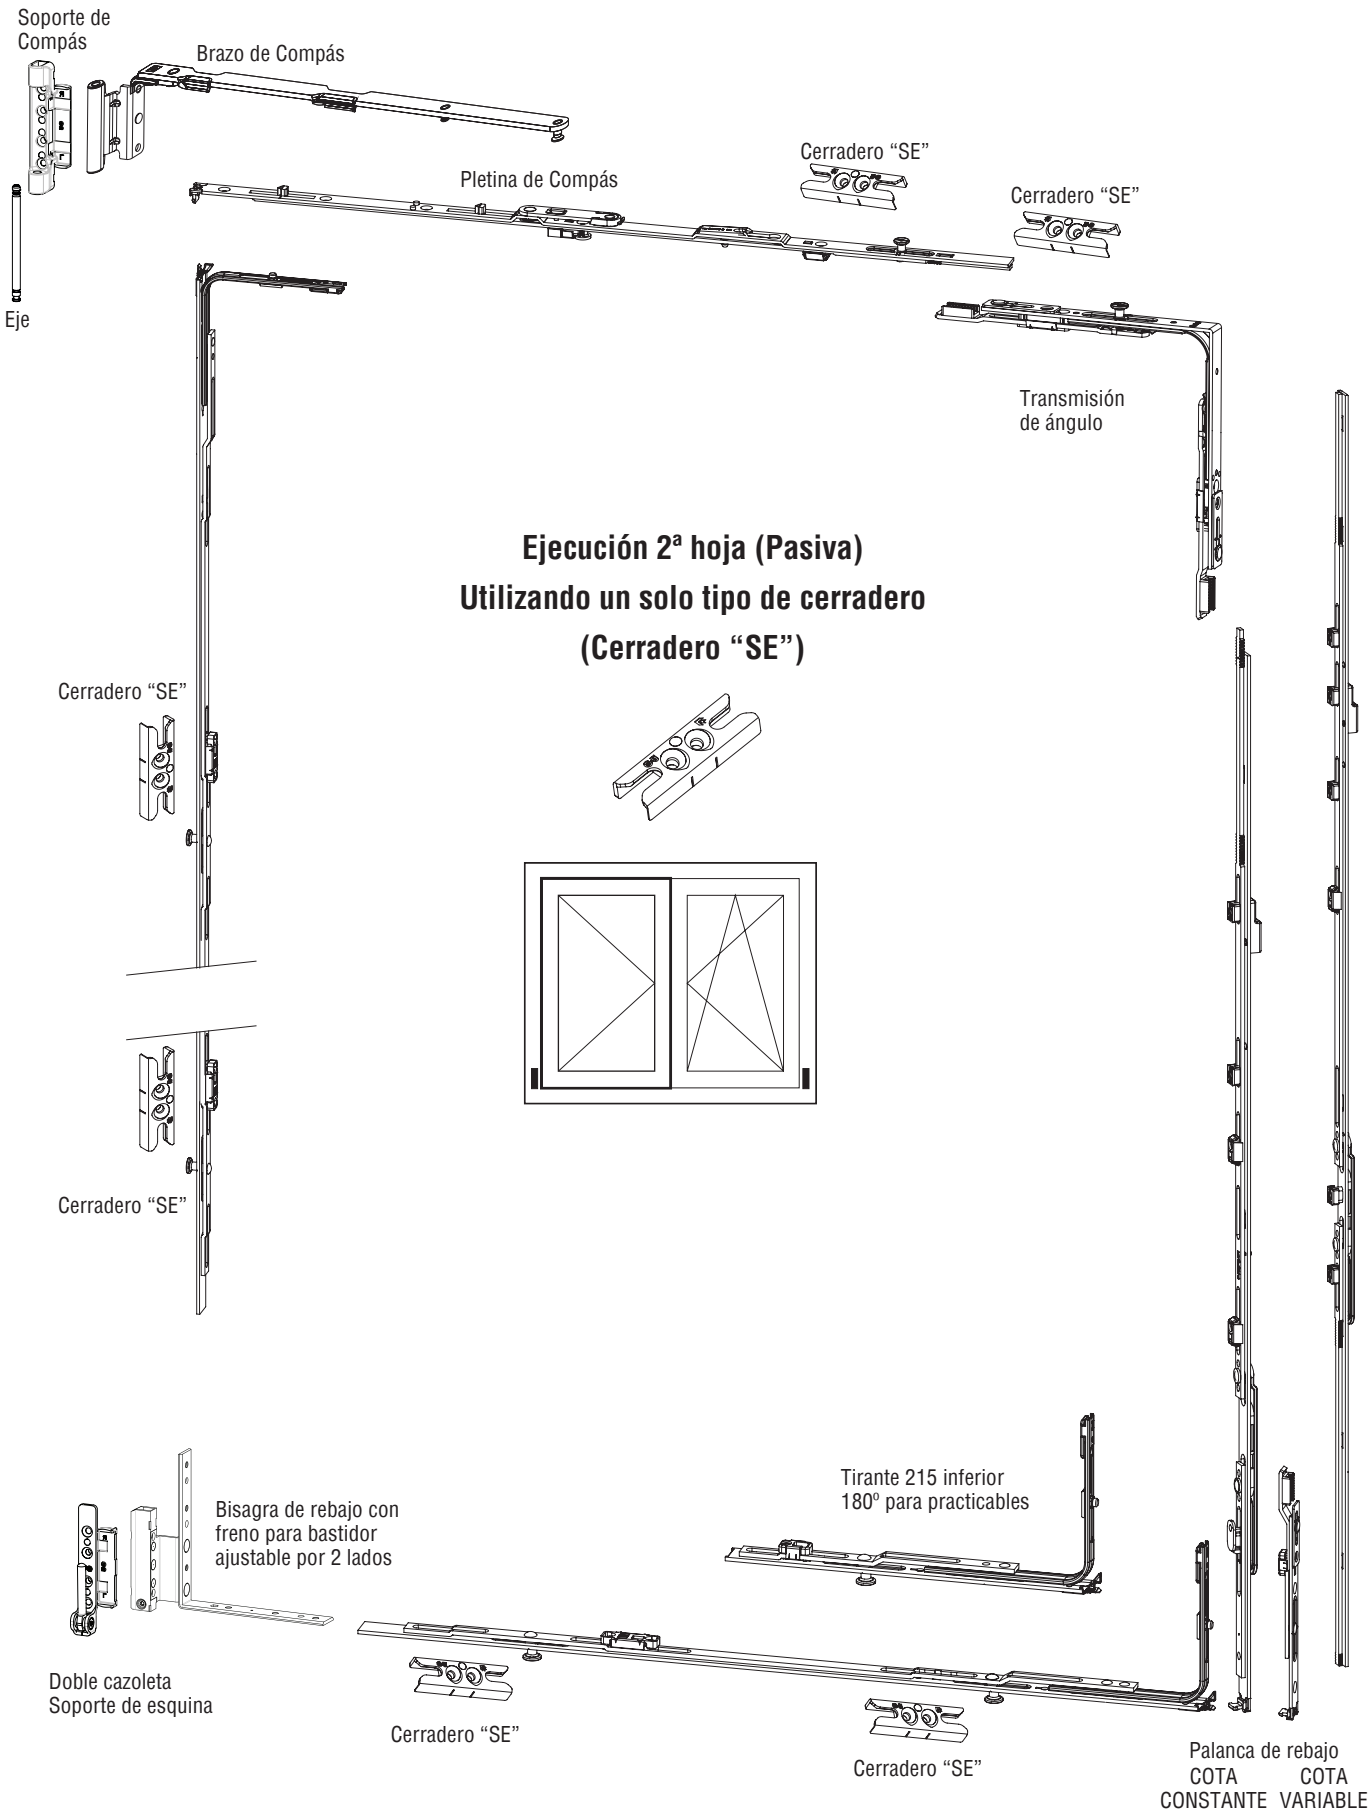 Soporte de
Compás
Brazo de Compás
Cerradero “SE”
Pletina de Compás
Cerradero “SE”
Eje
Transmisión
de ángulo
Ejecución 2ª hoja (Pasiva)
Utilizando un solo tipo de cerradero
(Cerradero “SE”)
Cerradero “SE”
Cerradero “SE”
Tirante 215 inferior
180º para practicables
Bisagra de rebajo con
freno para bastidor
ajustable por 2 lados
Doble cazoleta
Soporte de esquina
Cerradero “SE”
Cerradero “SE”
Palanca de rebajo
COTA COTA
CONSTANTE VARIABLE